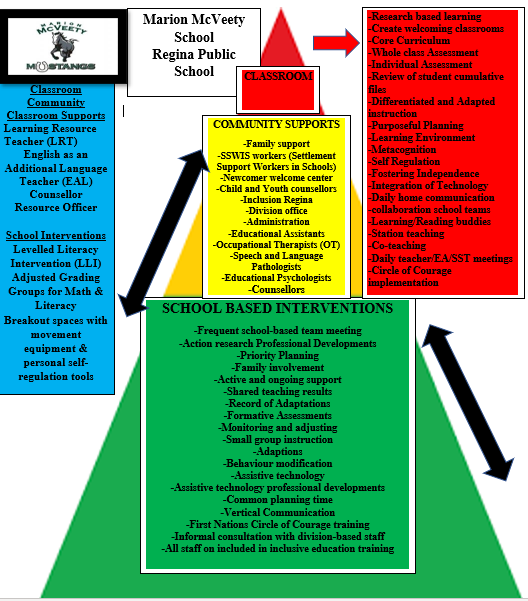 MARION
McVEETY
MUSTANGS
Marion McVeety
School
Regina Public
School
Classroom
Community
Classroom Supports
Learning Resource
Teacher (LRT)
English as an
Additional Language
Teacher (EAL)
Counsellor
Resource Officer
School Interventions
Levelled Literacy
Intervention (LLI)
Adjusted Grading
Groups for Math &
Literacy
Breakout spaces with
movement
equipment &
personal self-
regulation tools
CLASSROOM
-Research based learning
-Create welcoming classrooms
-Core Curriculum
-Whole class Assessment
-Individual Assessment
-Review of student cumulative
files
-Differentiated and Adapted
instruction
-Purposeful Planning
-Learning Environment
-Metacognition
-Self Regulation
-Fostering Independence
-Integration of Technology
-Daily home communication
-collaboration school teams
-Learning/Reading buddies
-Station teaching
-Co-teaching
-Daily teacher/EA/SST meetings
-Circle of Courage
implementation
COMMUNITY SUPPORTS
-Family support
-SSWIS workers (Settlement
Support Workers in Schools)
-Newcomer welcome center
-Child and Youth counsellors
-Inclusion Regina
-Division office
-Administration
-Educational Assistants
-Occupational Therapists (OT)
-Speech and Language
Pathologists
-Educational Psychologists
-Counsellors
SCHOOL BASED INTERVENTIONS
-Frequent school-based team meeting
-Action research Professional Developments
-Priority Planning
-Family involvement
-Active and ongoing support
-Shared teaching results
-Record of Adaptations
-Formative Assessments
-Monitoring and adjusting
-Small group instruction
-Adaptions
-Behaviour modification
-Assistive technology
-Assistive technology professional developments
-Common planning time
-Vertical Communication
-First Nations Circle of Courage training
-Informal consultation with division-based staff
-All staff on included in inclusive education training